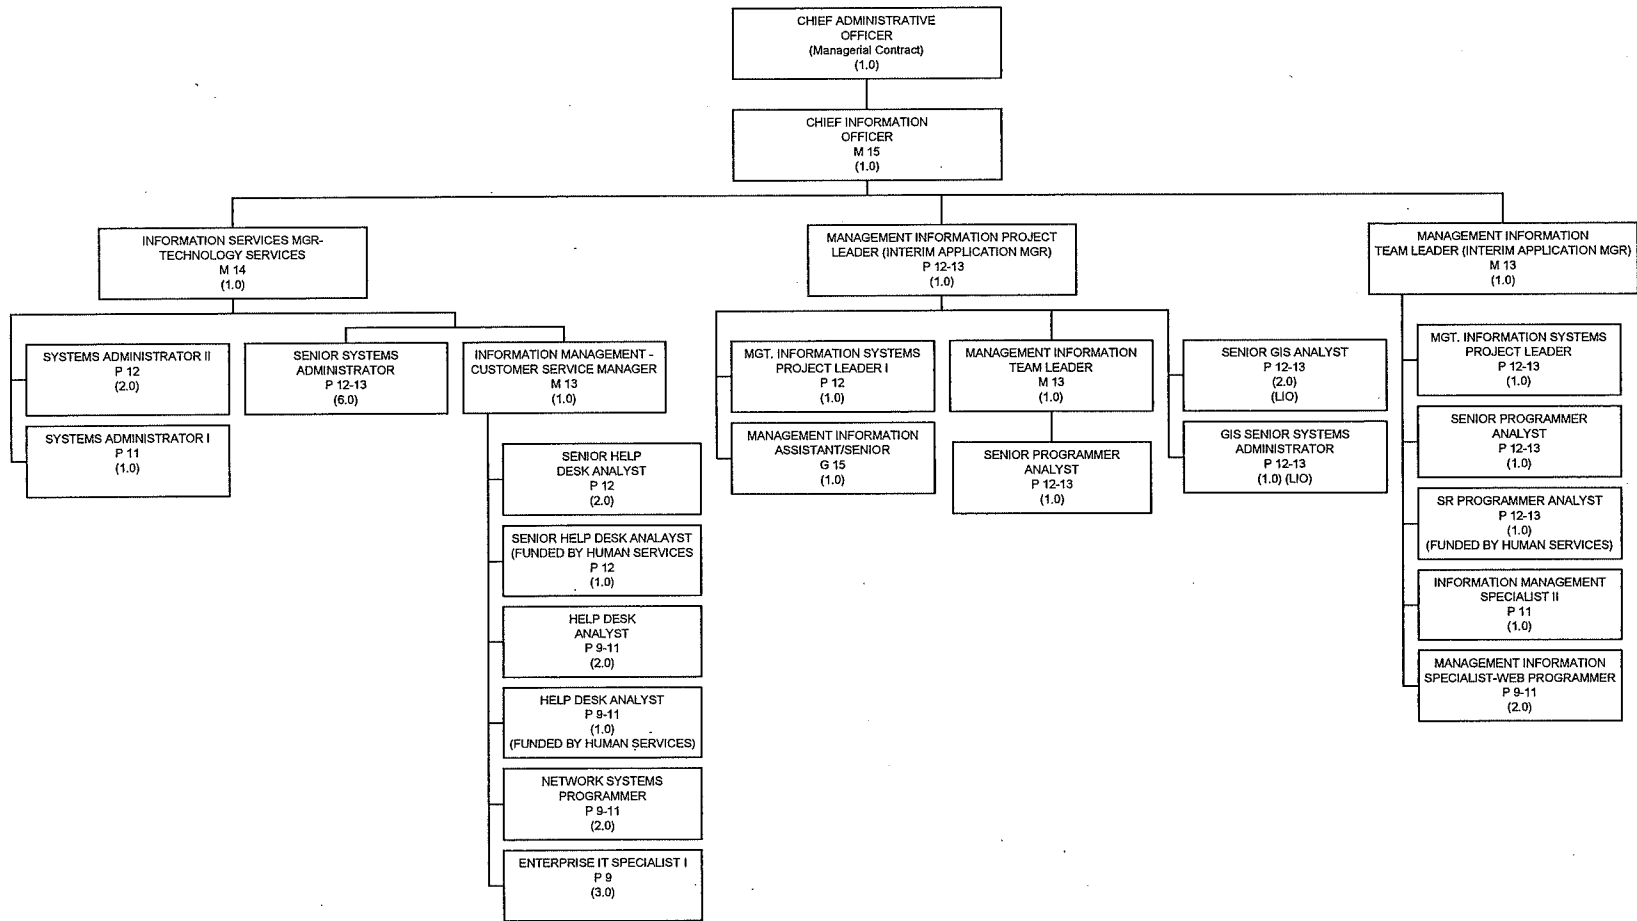 CHIEF ADMINISTRATIVE
OFFICER
(Managerial Contract)
(1.0)
CHIEF INFORMATION
OFFICER
M 15
(1.0)
INFORMATION SERVICES MGR-
TECHNOLOGY SERVICES
M 14
(1.0)
MANAGEMENT INFORMATION PROJECT
LEADER (INTERIM APPLICATION MGR)
P 12-13
(1.0)
MANAGEMENT INFORMATION
TEAM LEADER (INTERIM APPLICATION MGR)
M 13
(1.0)
SYSTEMS ADMINISTRATOR II
P 12
(2.0)
SYSTEMS ADMINISTRATOR I
P 11
(1.0)
SENIOR SYSTEMS
ADMINISTRATOR
P 12-13
(6.0)
INFORMATION MANAGEMENT -
CUSTOMER SERVICE MANAGER
M 13
(1.0)
SENIOR HELP
DESK ANALYST
P 12
(2.0)
SENIOR HELP DESK ANALAYST
(FUNDED BY HUMAN SERVICES
P 12
(1.0)
HELP DESK
ANALYST
P 9-11
(2.0)
HELP DESK ANALYST
P 9-11
(1.0)
(FUNDED BY HUMAN SERVICES)
NETWORK SYSTEMS
PROGRAMMER
P 9-11
(2.0)
ENTERPRISE IT SPECIALIST I
P 9
(3.0)
MGT. INFORMATION SYSTEMS
PROJECT LEADER I
P 12
(1.0)
MANAGEMENT INFORMATION
ASSISTANT/SENIOR
G 15
(1.0)
MANAGEMENT INFORMATION
TEAM LEADER
M 13
(1.0)
SENIOR PROGRAMMER
ANALYST
P 12-13
(1.0)
SENIOR GIS ANALYST
P 12-13
(2.0)
(LIO)
GIS SENIOR SYSTEMS
ADMINISTRATOR
P 12-13
(1.0) (LIO)
MGT. INFORMATION SYSTEMS
PROJECT LEADER
P 12-13
(1.0)
SENIOR PROGRAMMER
ANALYST
P 12-13
(1.0)
SR PROGRAMMER ANALYST
P 12-13
(1.0)
(FUNDED BY HUMAN SERVICES)
INFORMATION MANAGEMENT
SPECIALIST II
P 11
(1.0)
MANAGEMENT INFORMATION
SPECIALIST-WEB PROGRAMMER
P 9-11
(2.0)